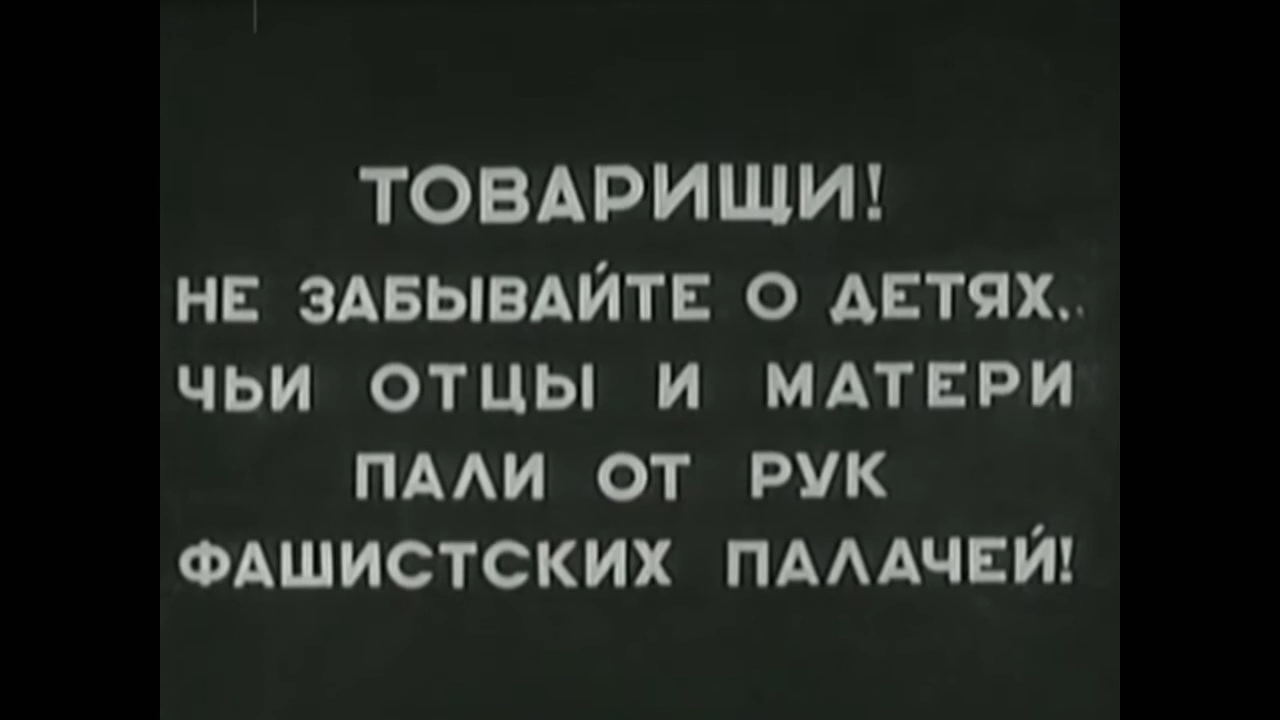 ТОВАРИЩИ!
НЕ ЗАБЫВАЙТЕ О ДЕТЯХ,
ЧЬИ ОТЦЫ И МАТЕРИ
ПАЛИ ОТ РУК
ФАШИСТСКИХ ПАЛАЧЕЙ!